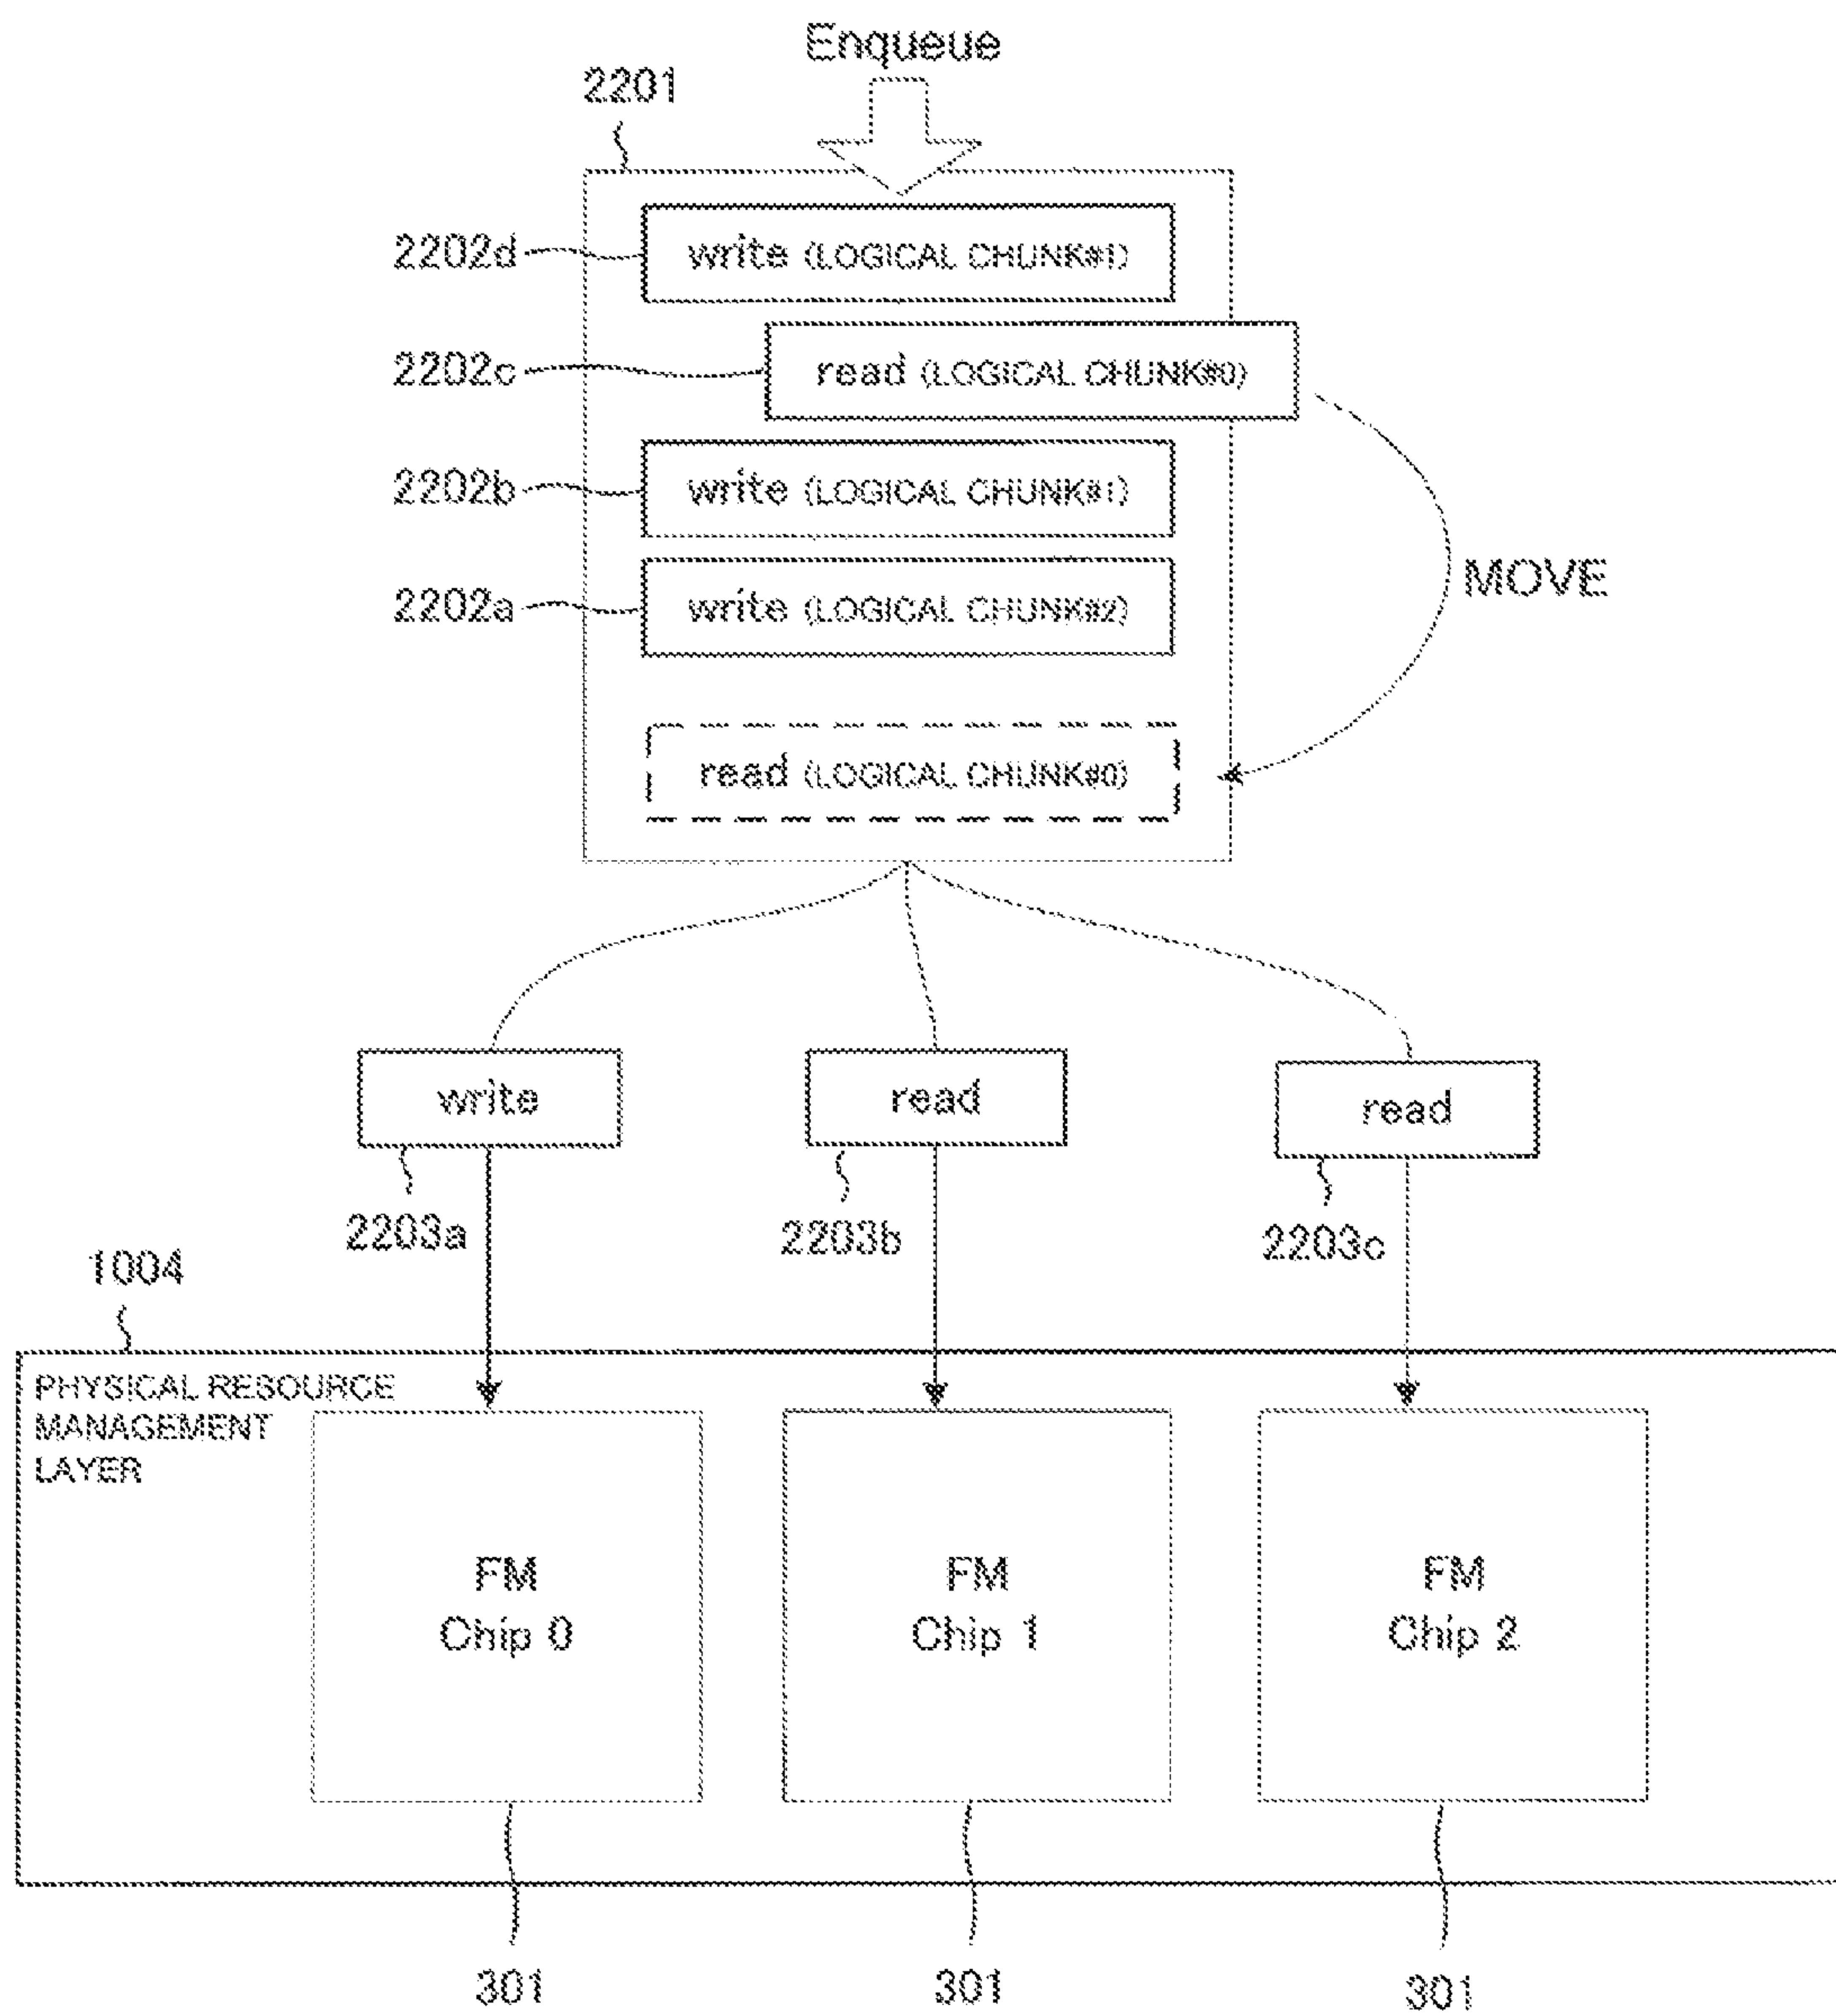 Enqueue
2201
2202d
write (LOGICAL CHUNK#1)
2202c
read (LOGICAL CHUNK#0)
2202b
write (LOGICAL CHUNK#1)
2202a
write (LOGICAL CHUNK#2)
MOVE
read (LOGICAL CHUNK#0)
write
read
read
2203a
2203b
2203c
1004
PHYSICAL RESOURCE
MANAGEMENT
LAYER
FM
Chip 0
FM
Chip 1
FM
Chip 2
301
301
301